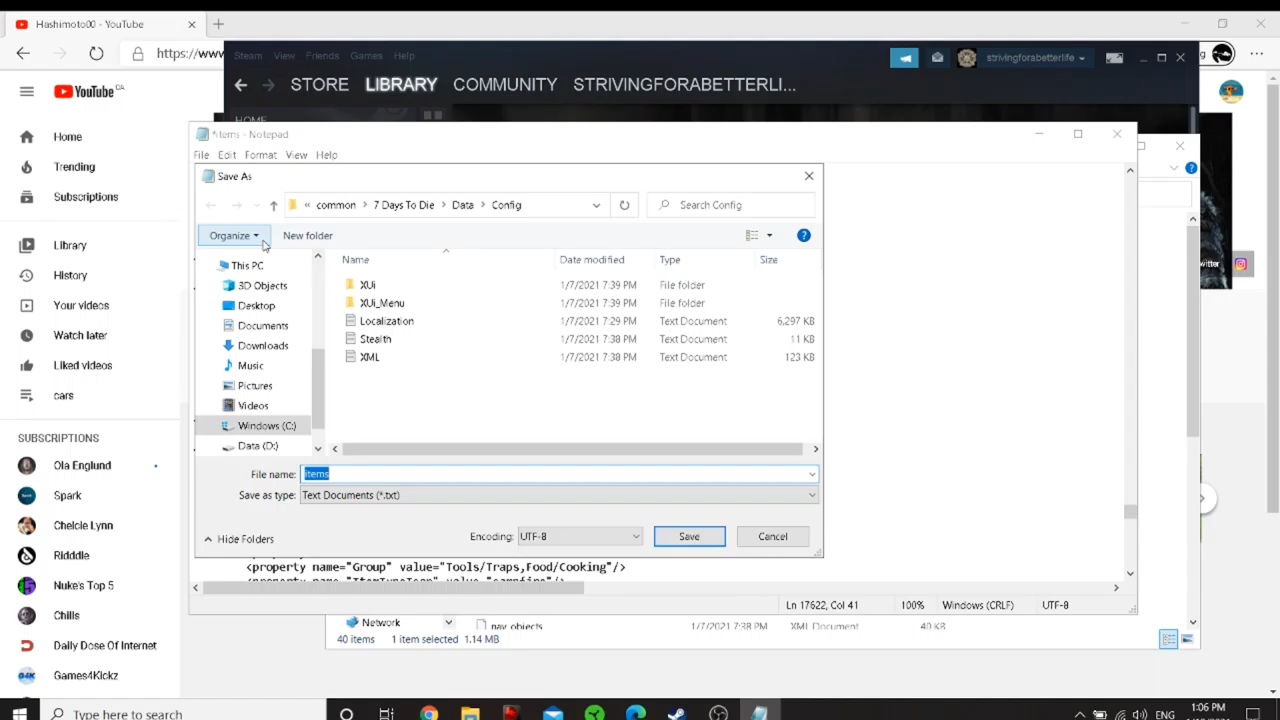 Hashimoto00 - YouTube
https://www
Steam View Friends Games Help
strivingforabetterlife
STORE LIBRARY COMMUNITY STRIVINGFORABETTERLI...
YouTube CA
HOME
Home
Trending
Subscriptions
Library
History
Your videos
Watch later
Liked videos
cars
SUBSCRIPTIONS
Ola Englund
Spark
Chelcie Lynn
Ridddle
Nuke's Top 5
Chills
Daily Dose Of Internet
Games4Kickz
*items - Notepad
File Edit Format View Help
Save As
« common > 7 Days To Die > Data > Config
Search Config
Organize New folder
This PC
3D Objects
Desktop
Documents
Downloads
Music
Pictures
Videos
Windows (C:)
Data (D:)
Name Date modified Type Size
XUi 1/7/2021 7:39 PM File folder
XUi_Menu 1/7/2021 7:39 PM File folder
Localization 1/7/2021 7:29 PM Text Document 6,297 KB
Stealth 1/7/2021 7:38 PM Text Document 11 KB
XML 1/7/2021 7:38 PM Text Document 123 KB
File name: items
Save as type: Text Documents (*.txt)
Hide Folders Encoding: UTF-8 Save Cancel
<property name="Group" value="Tools/Traps,Food/Cooking"/>
<property name="ItemTypeIcon" value="campfire"/>
Ln 17622, Col 41 100% Windows (CRLF) UTF-8
Network nav_objects 1/7/2021 7:38 PM XML Document 40 KB
40 items 1 item selected 1.14 MB
Type here to search
ENG
1:06 PM